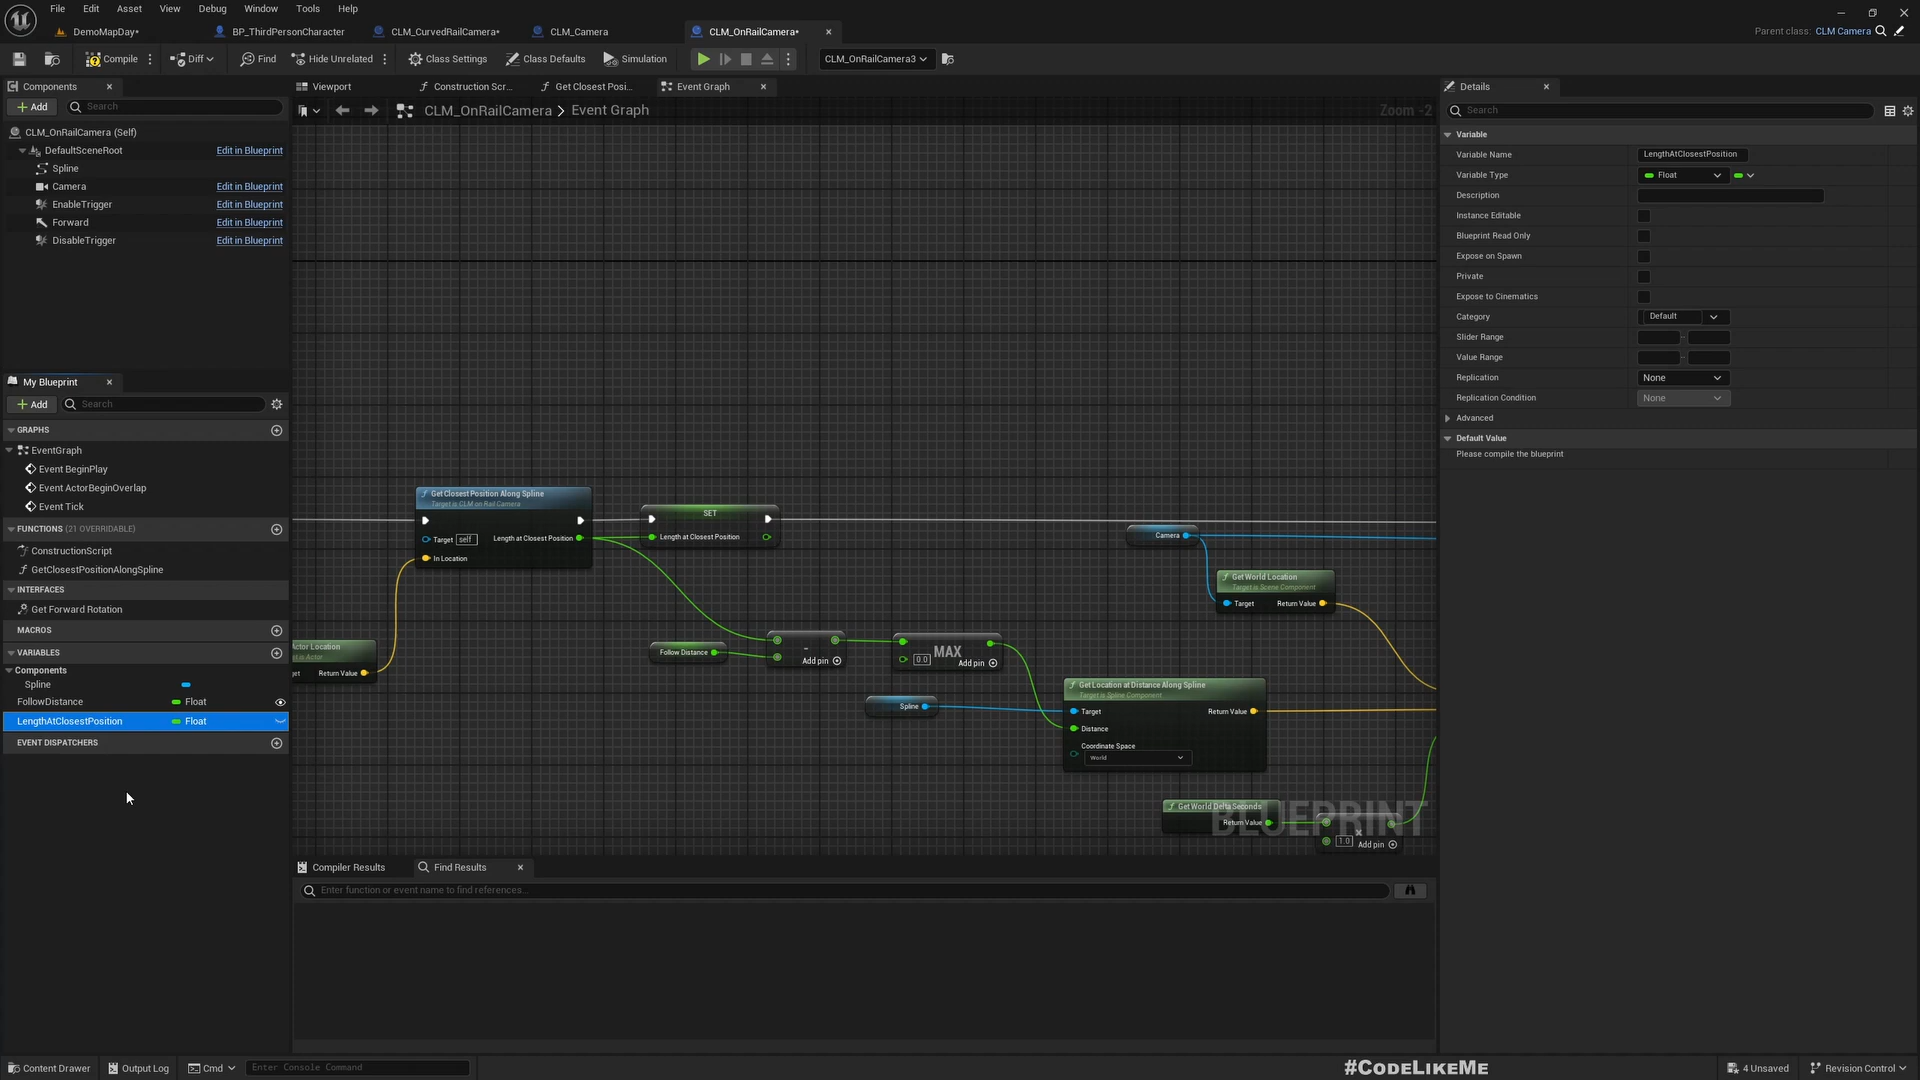 File Edit Asset View Debug Window Tools Help
DemoMapDay* BP_ThirdPersonCharacter CLM_CurvedRailCamera* CLM_Camera CLM_OnRailCamera* Parent class: CLM Camera
Compile Diff Find Hide Unrelated Class Settings Class Defaults Simulation CLM_OnRailCamera3
Components
Add Search
CLM_OnRailCamera (Self)
DefaultSceneRoot Edit in Blueprint
Spline
Camera Edit in Blueprint
EnableTrigger Edit in Blueprint
Forward Edit in Blueprint
DisableTrigger Edit in Blueprint
My Blueprint
Add Search
GRAPHS
EventGraph
Event BeginPlay
Event ActorBeginOverlap
Event Tick
FUNCTIONS (21 OVERRIDABLE)
ConstructionScript
GetClosestPositionAlongSpline
INTERFACES
Get Forward Rotation
MACROS
VARIABLES
Components
Spline
FollowDistance Float
LengthAtClosestPosition Float
EVENT DISPATCHERS
Viewport Construction Scr... Get Closest Posi... Event Graph
CLM_OnRailCamera > Event Graph Zoom -2
Get Closest Position Along Spline
Target is CLM on Rail Camera
Target self Length at Closest Position
In Location
SET
Length at Closest Position
Actor Location
Return Value
Follow Distance
-
Add pin
0.0 MAX
Add pin
Spline
Camera
Get World Location
Target is Scene Component
Target Return Value
Get Location at Distance Along Spline
Target is Spline Component
Target Return Value
Distance
Coordinate Space
World
Get World Delta Seconds
Return Value
1.0 Add pin
BLUEPRINT
Compiler Results Find Results
Enter function or event name to find references...
Details
Search
Variable
Variable Name LengthAtClosestPosition
Variable Type Float
Description
Instance Editable
Blueprint Read Only
Expose on Spawn
Private
Expose to Cinematics
Category Default
Slider Range
Value Range
Replication None
Replication Condition None
Advanced
Default Value
Please compile the blueprint
Content Drawer Output Log Cmd Enter Console Command #CodeLikeMe 4 Unsaved Revision Control